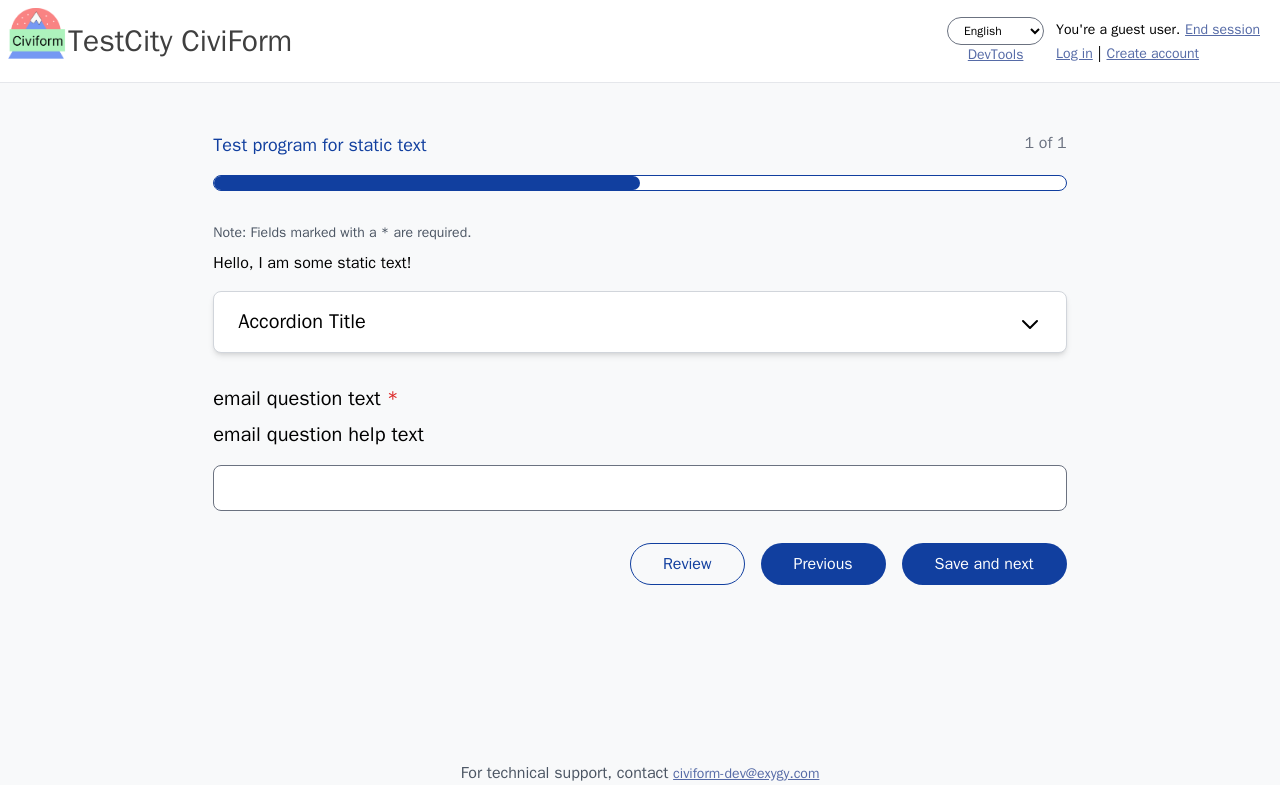 Civiform
TestCity CiviForm
English
DevTools
You're a guest user. End session
Log in | Create account
Test program for static text
1 of 1
Note: Fields marked with a * are required.
Hello, I am some static text!
Accordion Title
email question text *
email question help text
Review
Previous
Save and next
For technical support, contact civiform-dev@exygy.com